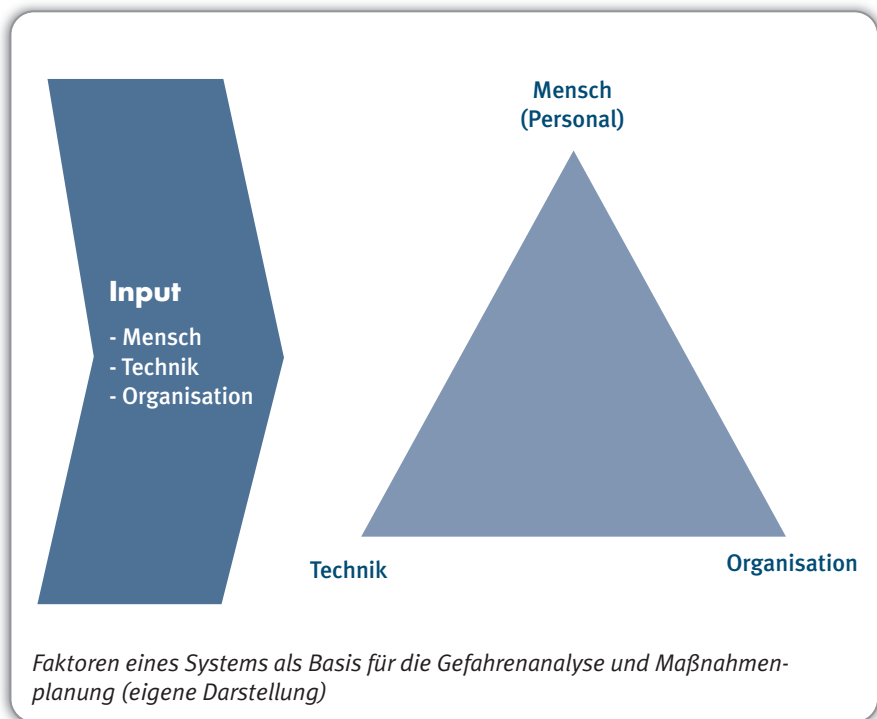 Mensch
(Personal)
Input
- Mensch
- Technik
- Organisation
Technik
Organisation
Faktoren eines Systems als Basis für die Gefahrenanalyse und Maßnahmen-
planung (eigene Darstellung)